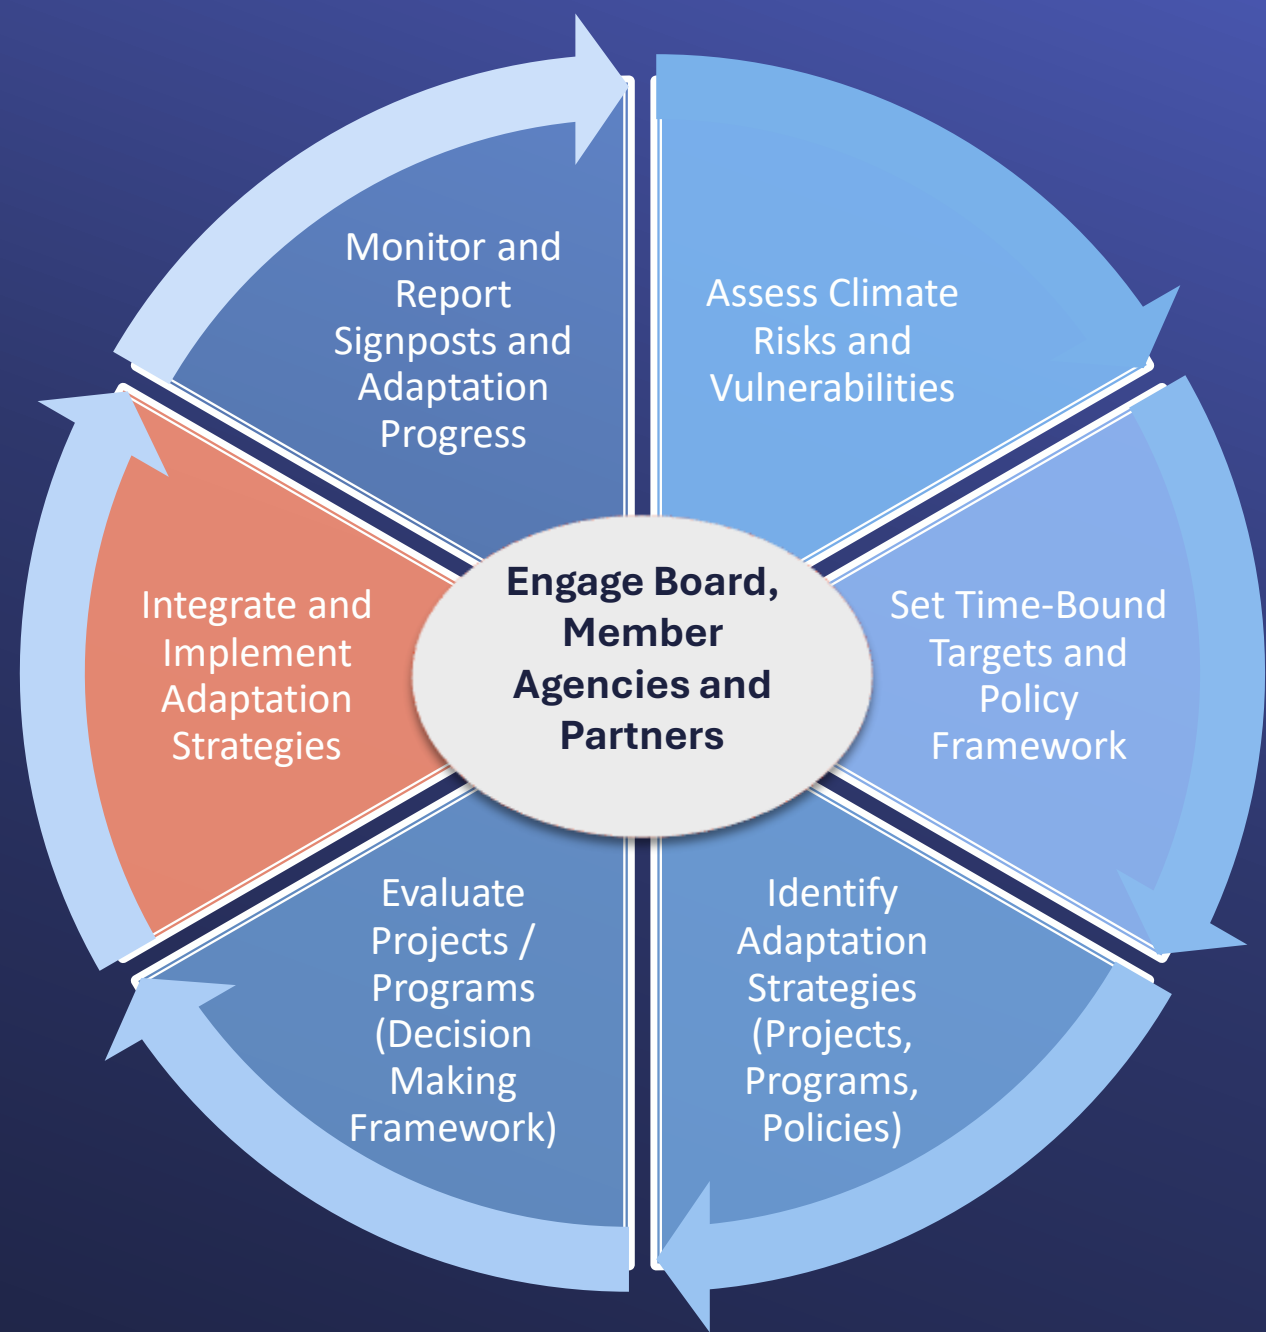 Assess Climate
Risks and
Vulnerabilities
Set Time-Bound
Targets and
Policy
Framework
Identify
Adaptation
Strategies
(Projects,
Programs,
Policies)
Evaluate
Projects /
Programs
(Decision
Making
Framework)
Integrate and
Implement
Adaptation
Strategies
Monitor and
Report
Signposts and
Adaptation
Progress
Engage Board,
Member
Agencies and
Partners